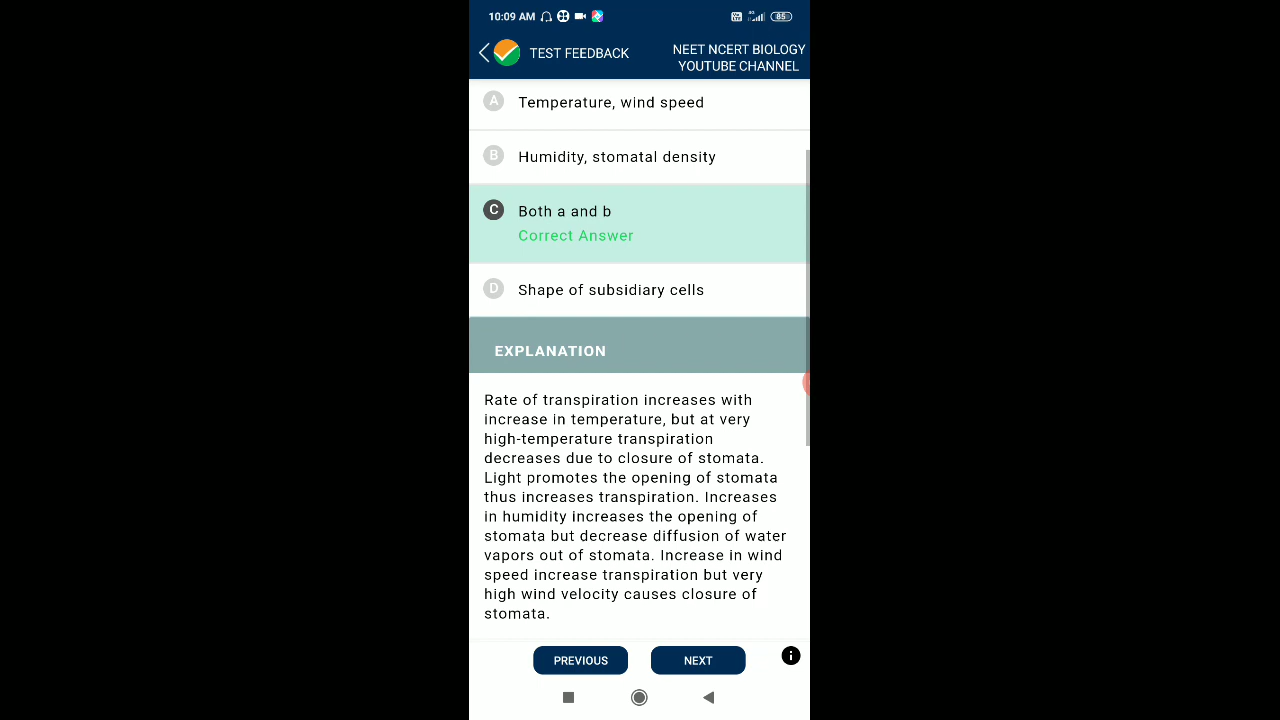 10:09 AM 85
TEST FEEDBACK
NEET NCERT BIOLOGY
YOUTUBE CHANNEL
A Temperature, wind speed
B Humidity, stomatal density
C Both a and b
Correct Answer
D Shape of subsidiary cells
EXPLANATION
Rate of transpiration increases with
increase in temperature, but at very
high-temperature transpiration
decreases due to closure of stomata.
Light promotes the opening of stomata
thus increases transpiration. Increases
in humidity increases the opening of
stomata but decrease diffusion of water
vapors out of stomata. Increase in wind
speed increase transpiration but very
high wind velocity causes closure of
stomata.
PREVIOUS NEXT